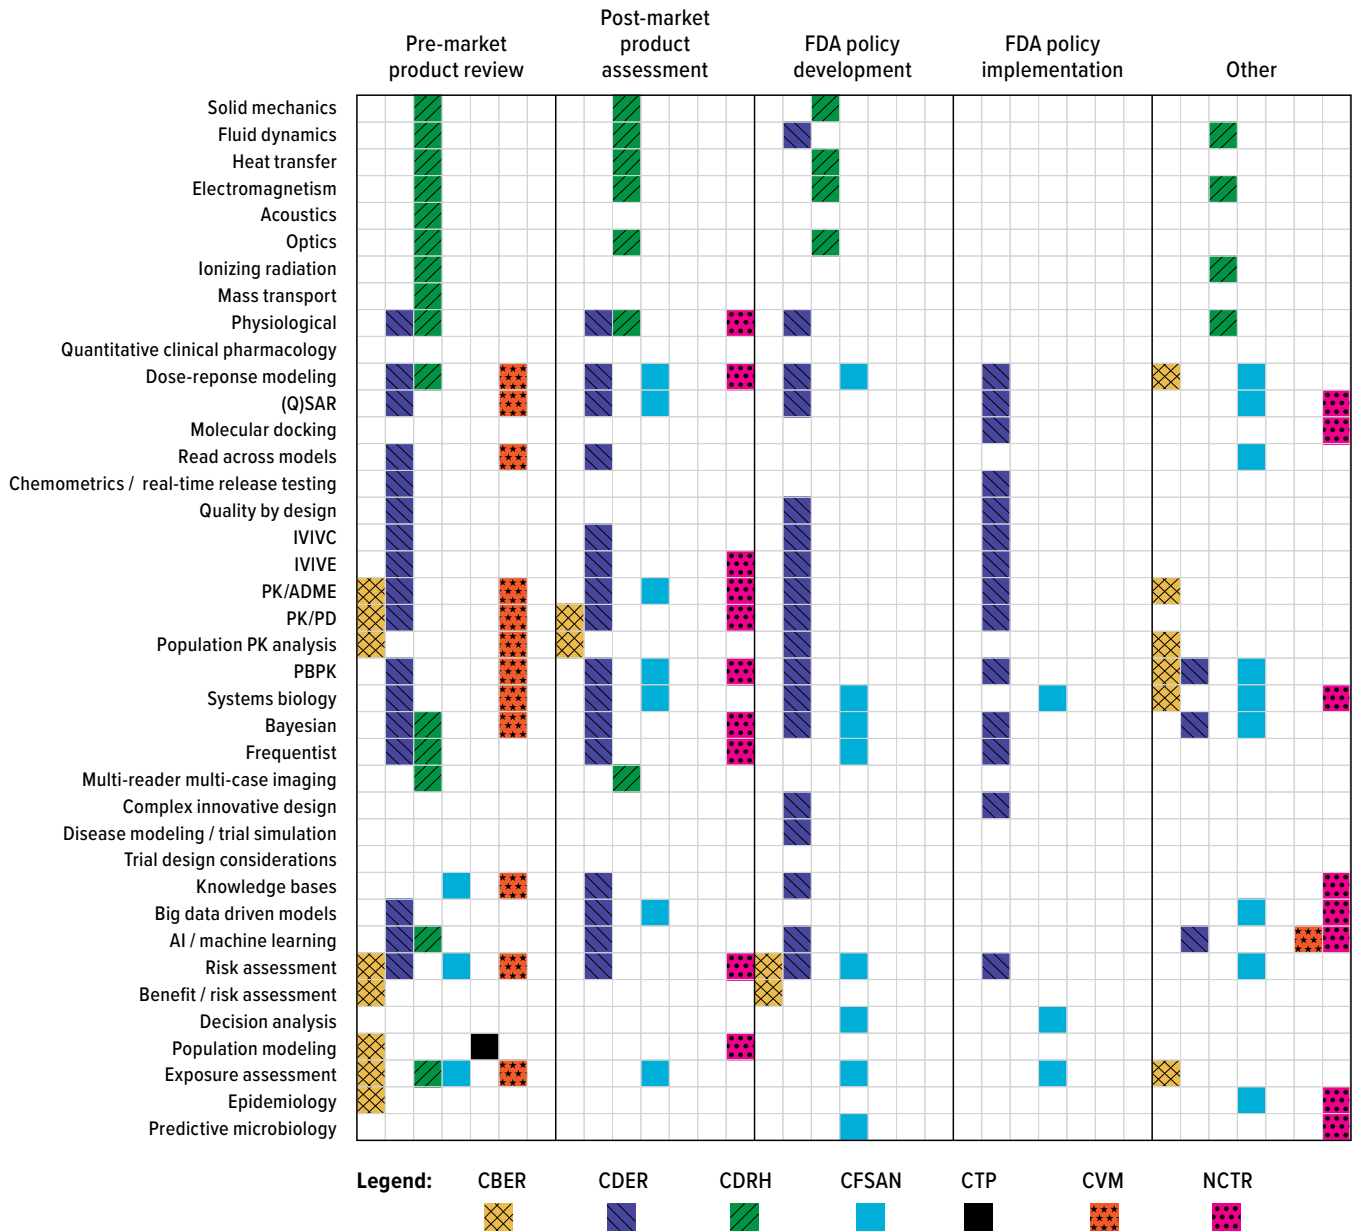 Pre-market
product review
Post-market
product
assessment
FDA policy
development
FDA policy
implementation
Other
Solid mechanics
Fluid dynamics
Heat transfer
Electromagnetism
Acoustics
Optics
Ionizing radiation
Mass transport
Physiological
Quantitative clinical pharmacology
Dose-reponse modeling
(Q)SAR
Molecular docking
Read across models
Chemometrics / real-time release testing
Quality by design
IVIVC
IVIVE
PK/ADME
PK/PD
Population PK analysis
PBPK
Systems biology
Bayesian
Frequentist
Multi-reader multi-case imaging
Complex innovative design
Disease modeling / trial simulation
Trial design considerations
Knowledge bases
Big data driven models
AI / machine learning
Risk assessment
Benefit / risk assessment
Decision analysis
Population modeling
Exposure assessment
Epidemiology
Predictive microbiology
Legend: CBER CDER CDRH CFSAN CTP CVM NCTR